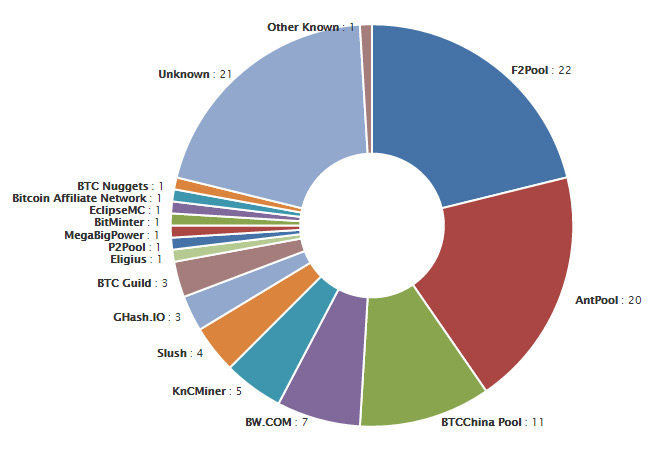 Other Known : 1
F2Pool : 22
Unknown : 21
BTC Nuggets : 1
Bitcoin Affiliate Network : 1
EclipseMC : 1
BitMinter : 1
MegaBigPower : 1
P2Pool : 1
Eligius : 1
BTC Guild : 3
AntPool : 20
GHash.IO : 3
Slush : 4
KnCMiner : 5
BW.COM : 7
BTCChina Pool : 11